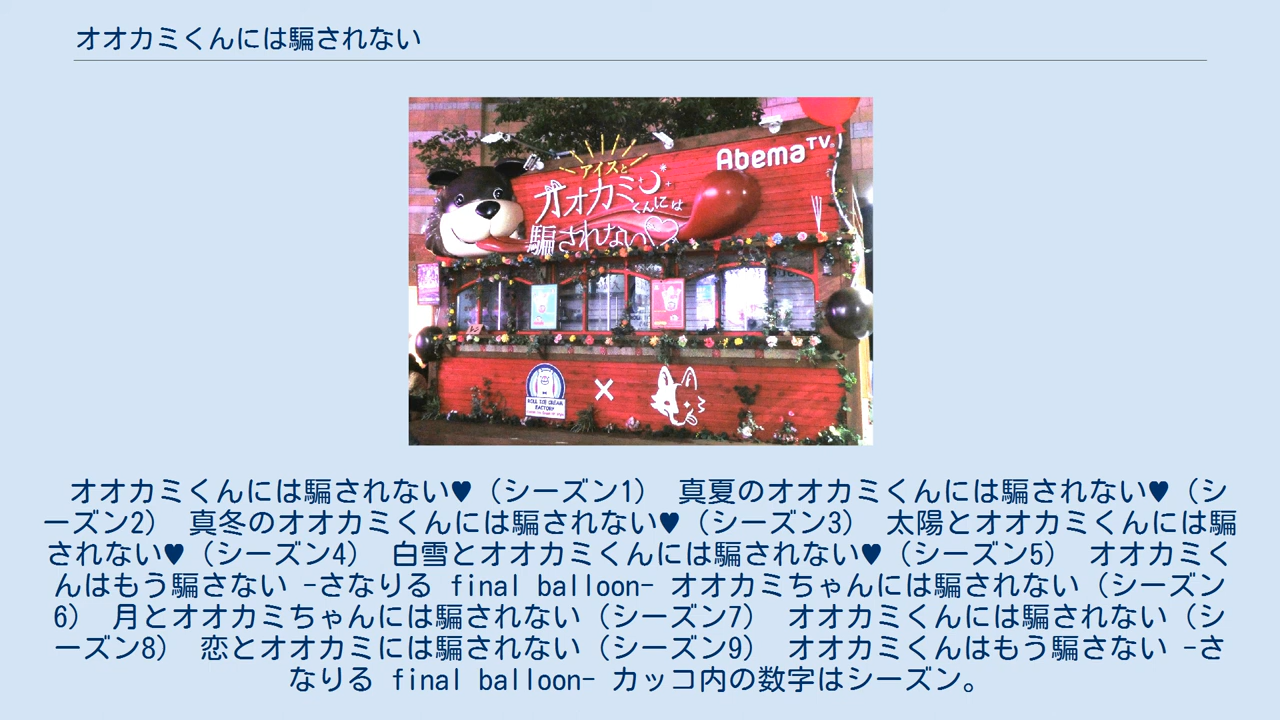 オオカミくんには騙されない
AbemaTV
アイスと
オオカミ
くんには
騙されない
ROLL ICE CREAM
FACTORY
×
オオカミくんには騙されない♥（シーズン1） 真夏のオオカミくんには騙されない♥（シ
ーズン2） 真冬のオオカミくんには騙されない♥（シーズン3） 太陽とオオカミくんには騙
されない♥（シーズン4） 白雪とオオカミくんには騙されない♥（シーズン5） オオカミく
んはもう騙さない -さなりる final balloon- オオカミちゃんには騙されない（シーズン
6） 月とオオカミちゃんには騙されない（シーズン7） オオカミくんには騙されない（シ
ーズン8） 恋とオオカミには騙されない（シーズン9） オオカミくんはもう騙さない -さ
なりる final balloon- カッコ内の数字はシーズン。